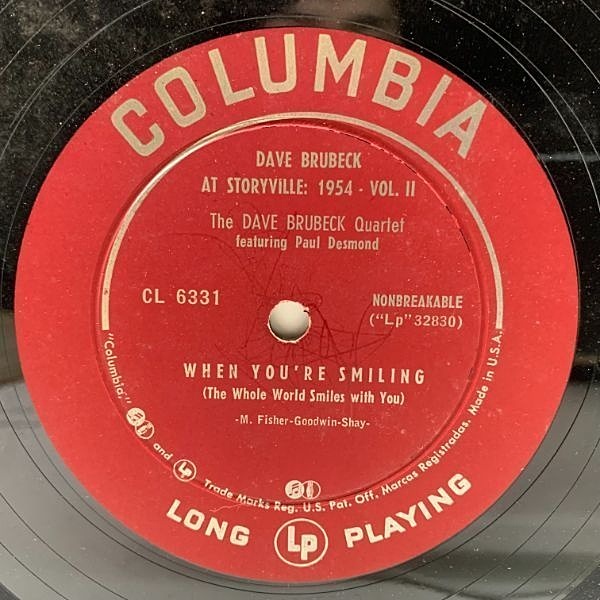 COLUMBIA
DAVE BRUBECK
AT STORYVILLE: 1954 - VOL. II
The DAVE BRUBECK Quartet
featuring Paul Desmond
CL 6331
NONBREAKABLE
("Lp" 32830)
WHEN YOU'RE SMILING
(The Whole World Smiles with You)
-M. Fisher-Goodwin-Shay-
"Columbia," and Lp Trade Marks Reg. U.S. Pat. Off. Marcas Registradas. Made in U.S.A.
LONG Lp PLAYING